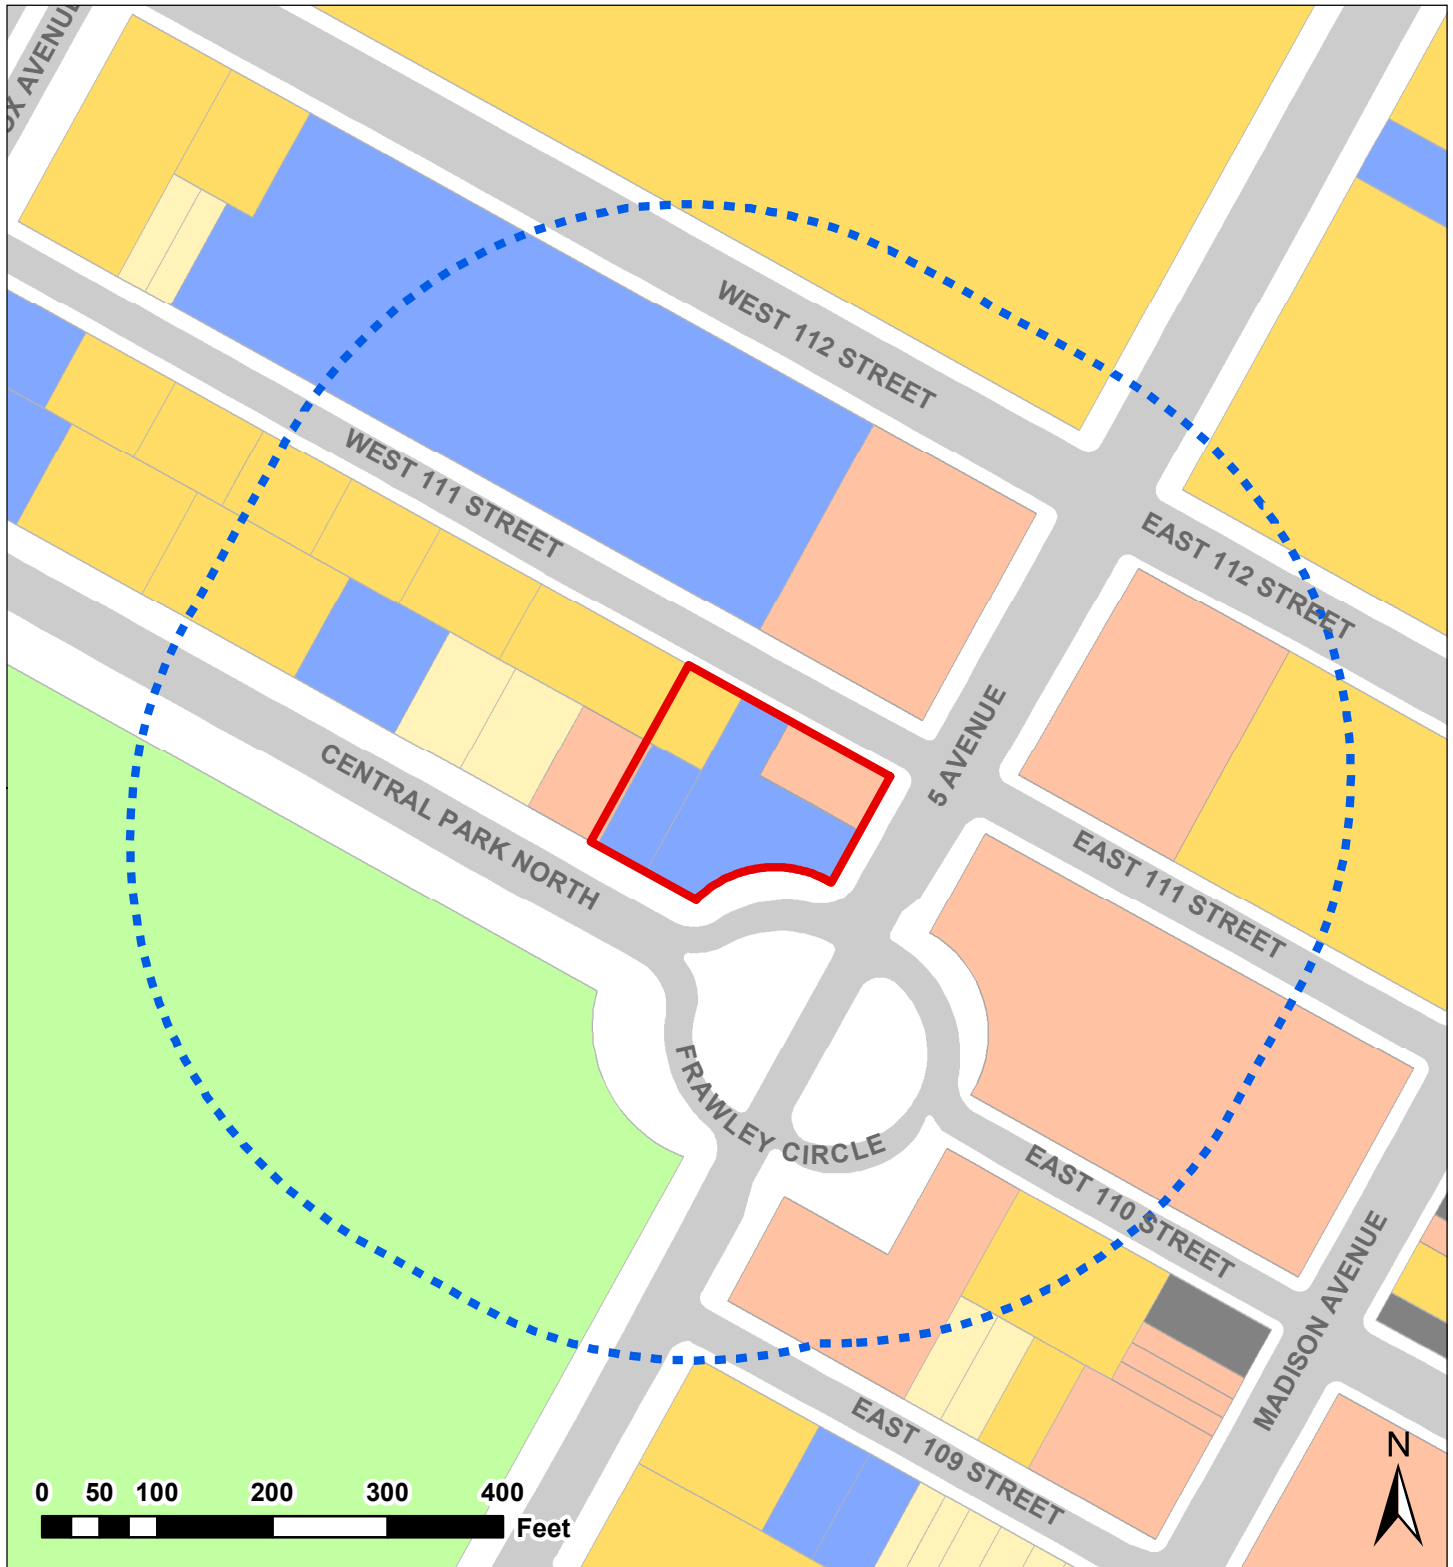 AVENUE
WEST 112 STREET
WEST 111 STREET
EAST 112 STREET
5 AVENUE
CENTRAL PARK NORTH
EAST 111 STREET
FRAWLEY CIRCLE
EAST 110 STREET
MADISON AVENUE
EAST 109 STREET
N
0 50 100 200 300 400
Feet